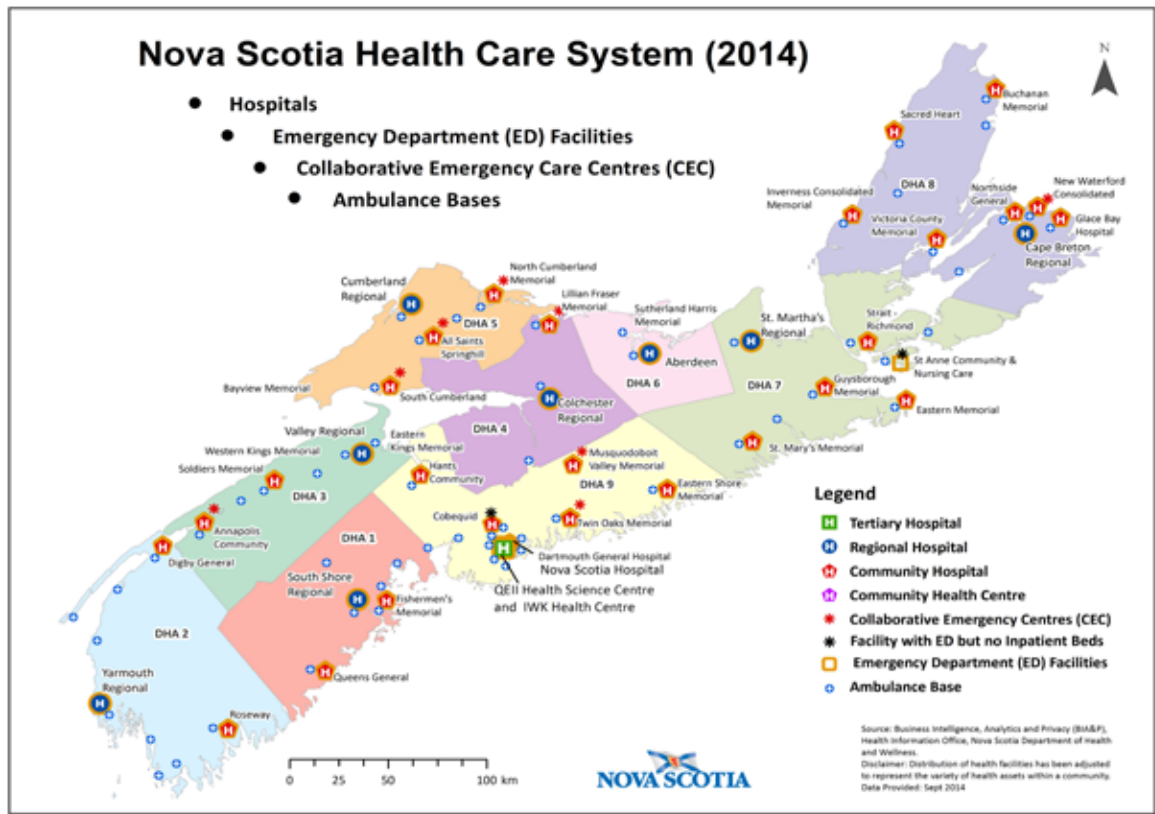 Nova Scotia Health Care System (2014)
Hospitals
Emergency Department (ED) Facilities
Collaborative Emergency Care Centres (CEC)
Ambulance Bases
N
Buchanan
Memorial
Sacred Heart
DHA 8
Inverness Consolidated
Memorial
Victoria County
Memorial
Northside
General
New Waterford
Consolidated
Glace Bay
Hospital
Cape Breton
Regional
Cumberland
Regional
North Cumberland
Memorial
Lillian Fraser
Memorial
DHA 5
All Saints
Springhill
Bayview Memorial
South Cumberland
Sutherland Harris
Memorial
Aberdeen
DHA 6
St. Martha's
Regional
DHA 7
Strait -
Richmond
St Anne Community &
Nursing Care
Guysborough
Memorial
Eastern Memorial
St. Mary's Memorial
Colchester
Regional
DHA 4
Valley Regional
Eastern
Kings Memorial
Western Kings Memorial
Soldiers Memorial
DHA 3
Hants
Community
Musquodoboit
Valley Memorial
DHA 9
Eastern Shore
Memorial
Cobequid
Twin Oaks Memorial
Dartmouth General Hospital
Nova Scotia Hospital
QEII Health Science Centre
and IWK Health Centre
Annapolis
Community
Digby General
DHA 1
South Shore
Regional
Fishermen's
Memorial
Queens General
DHA 2
Yarmouth
Regional
Roseway
Legend
H Tertiary Hospital
H Regional Hospital
H Community Hospital
H Community Health Centre
Collaborative Emergency Centres (CEC)
Facility with ED but no Inpatient Beds
Emergency Department (ED) Facilities
Ambulance Base
0 25 50 100 km
NOVA SCOTIA
Source: Business Intelligence, Analytics and Privacy (BIA&P),
Health Information Office, Nova Scotia Department of Health
and Wellness.
Disclaimer: Distribution of health facilities has been adjusted
to represent the variety of health assets within a community.
Data Provided: Sept 2014